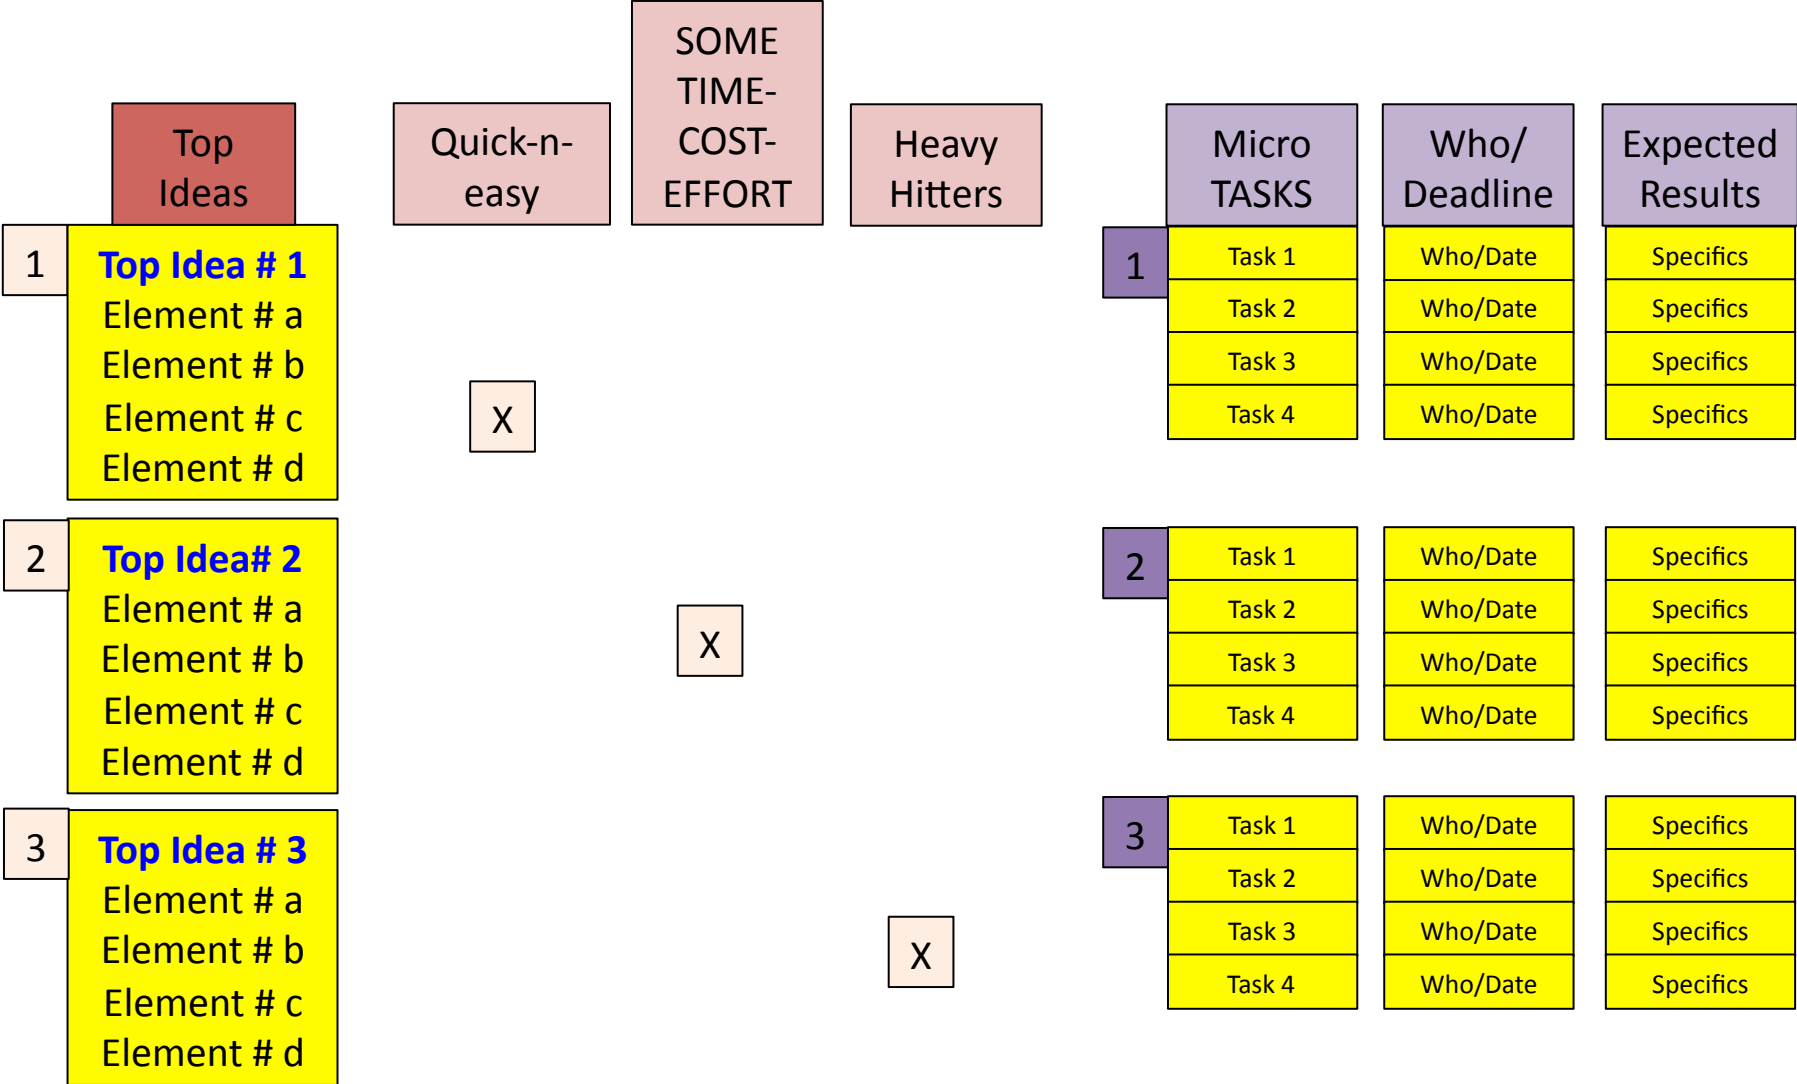 Top
Ideas
Quick-n-
easy
SOME
TIME-
COST-
EFFORT
Heavy
Hitters
Micro
TASKS
Who/
Deadline
Expected
Results
1
Top Idea # 1
Element # a
Element # b
Element # c
Element # d
X
1
Task 1 Who/Date Specifics
Task 2 Who/Date Specifics
Task 3 Who/Date Specifics
Task 4 Who/Date Specifics
2
Top Idea# 2
Element # a
Element # b
Element # c
Element # d
X
2
Task 1 Who/Date Specifics
Task 2 Who/Date Specifics
Task 3 Who/Date Specifics
Task 4 Who/Date Specifics
3
Top Idea # 3
Element # a
Element # b
Element # c
Element # d
X
3
Task 1 Who/Date Specifics
Task 2 Who/Date Specifics
Task 3 Who/Date Specifics
Task 4 Who/Date Specifics